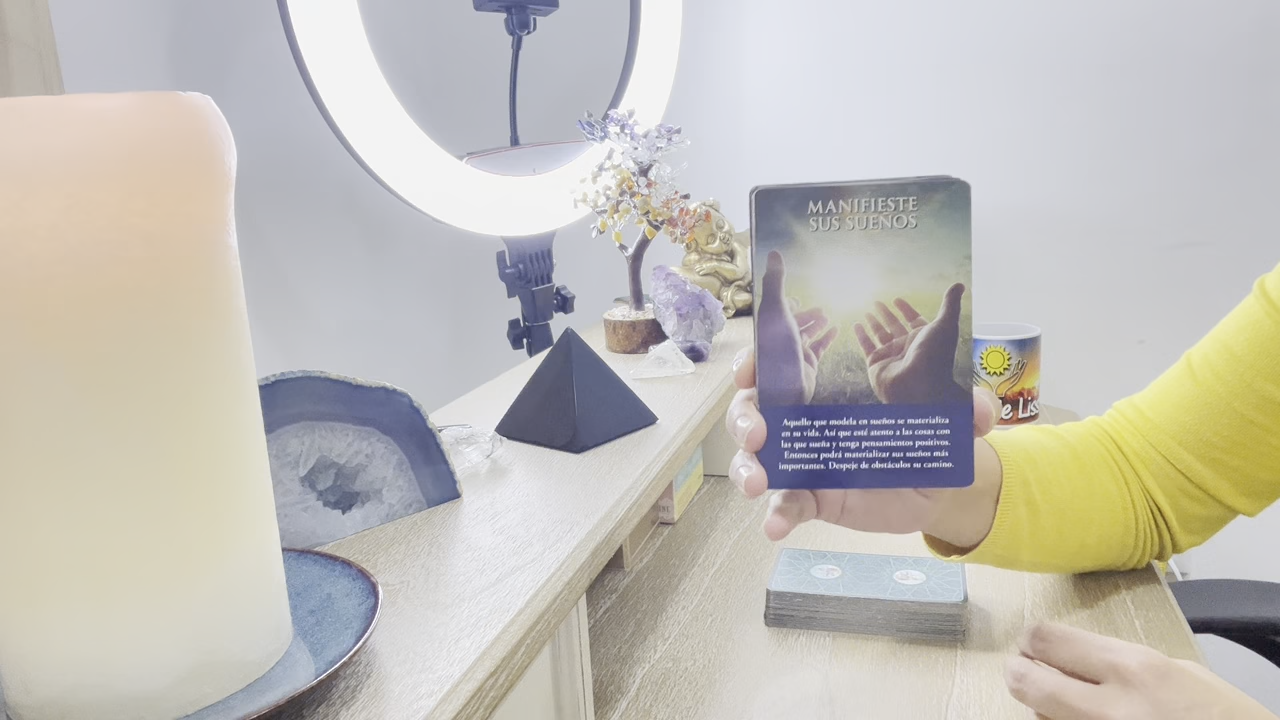 MANIFIESTE
SUS SUEÑOS
Aquello que modela en sueños se materializa
en su vida. Así que esté atento a las cosas con
las que sueña y tenga pensamientos positivos.
Entonces podrá materializar sus sueños más
importantes. Despeje de obstáculos su camino.